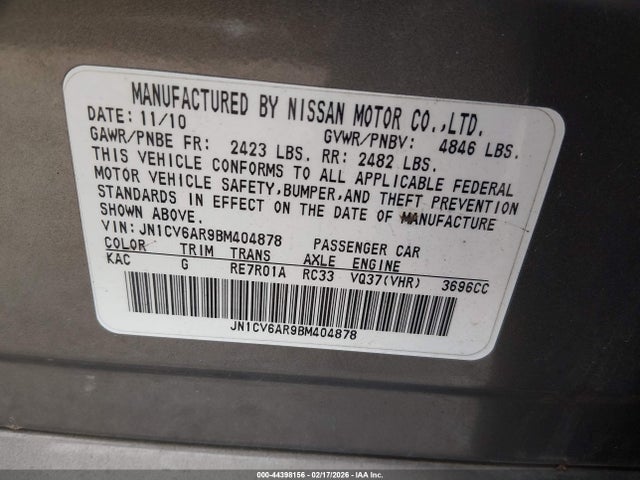 MANUFACTURED BY NISSAN MOTOR CO.,LTD.
DATE: 11/10 GVWR/PNBV: 4846 LBS.
GAWR/PNBE FR: 2423 LBS. RR: 2482 LBS.
THIS VEHICLE CONFORMS TO ALL APPLICABLE FEDERAL
MOTOR VEHICLE SAFETY,BUMPER,AND THEFT PREVENTION
STANDARDS IN EFFECT ON THE DATE OF MANUFACTURE
SHOWN ABOVE.
VIN: JN1CV6AR9BM404878 PASSENGER CAR
COLOR TRIM TRANS AXLE ENGINE
KAC G RE7R01A RC33 VQ37(VHR) 3696CC
JN1CV6AR9BM404878
000-44398156 - 02/17/2026 - IAA Inc.